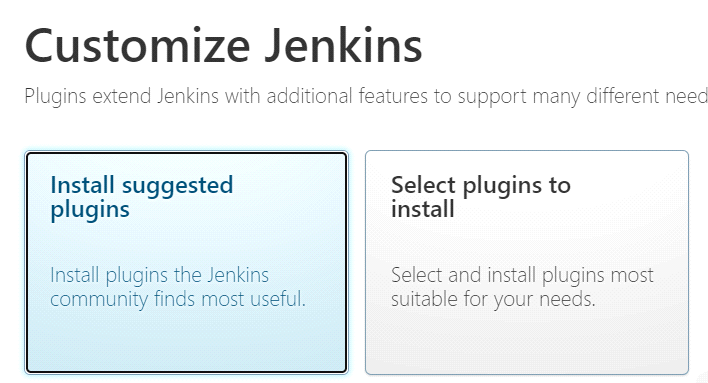 Customize Jenkins
Plugins extend Jenkins with additional features to support many different need
Install suggested
plugins
Install plugins the Jenkins
community finds most useful.
Select plugins to
install
Select and install plugins most
suitable for your needs.